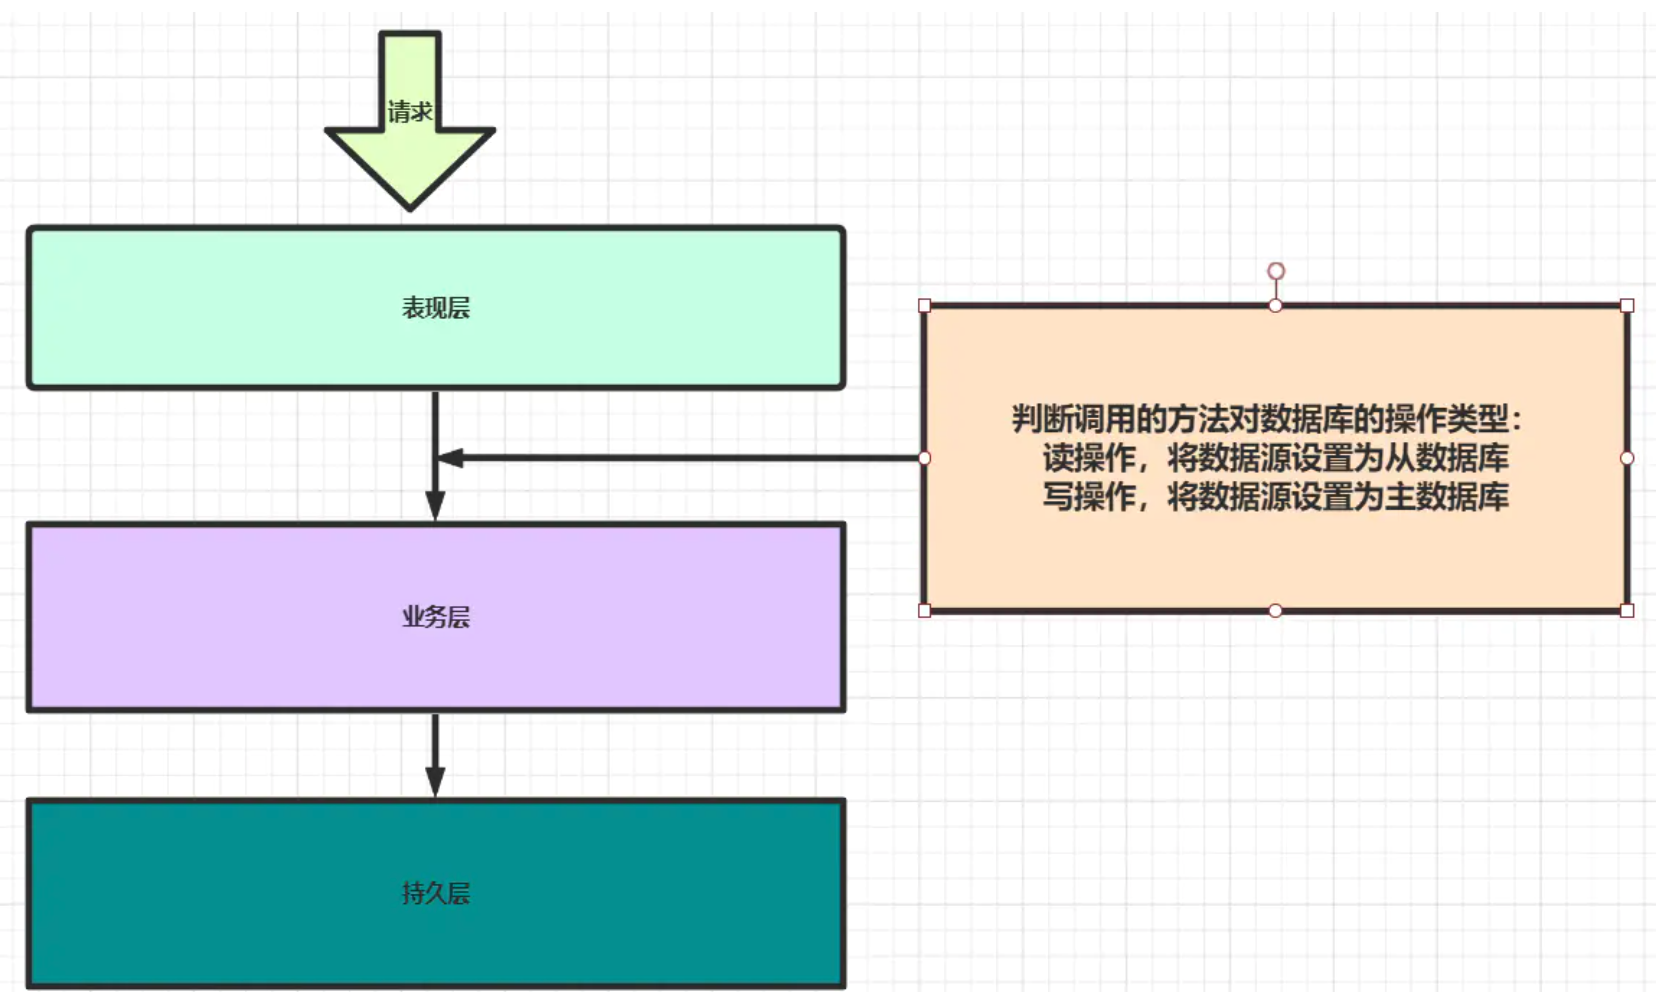 请求
表现层
判断调用的方法对数据库的操作类型：
读操作，将数据源设置为从数据库
写操作，将数据源设置为主数据库
业务层
持久层